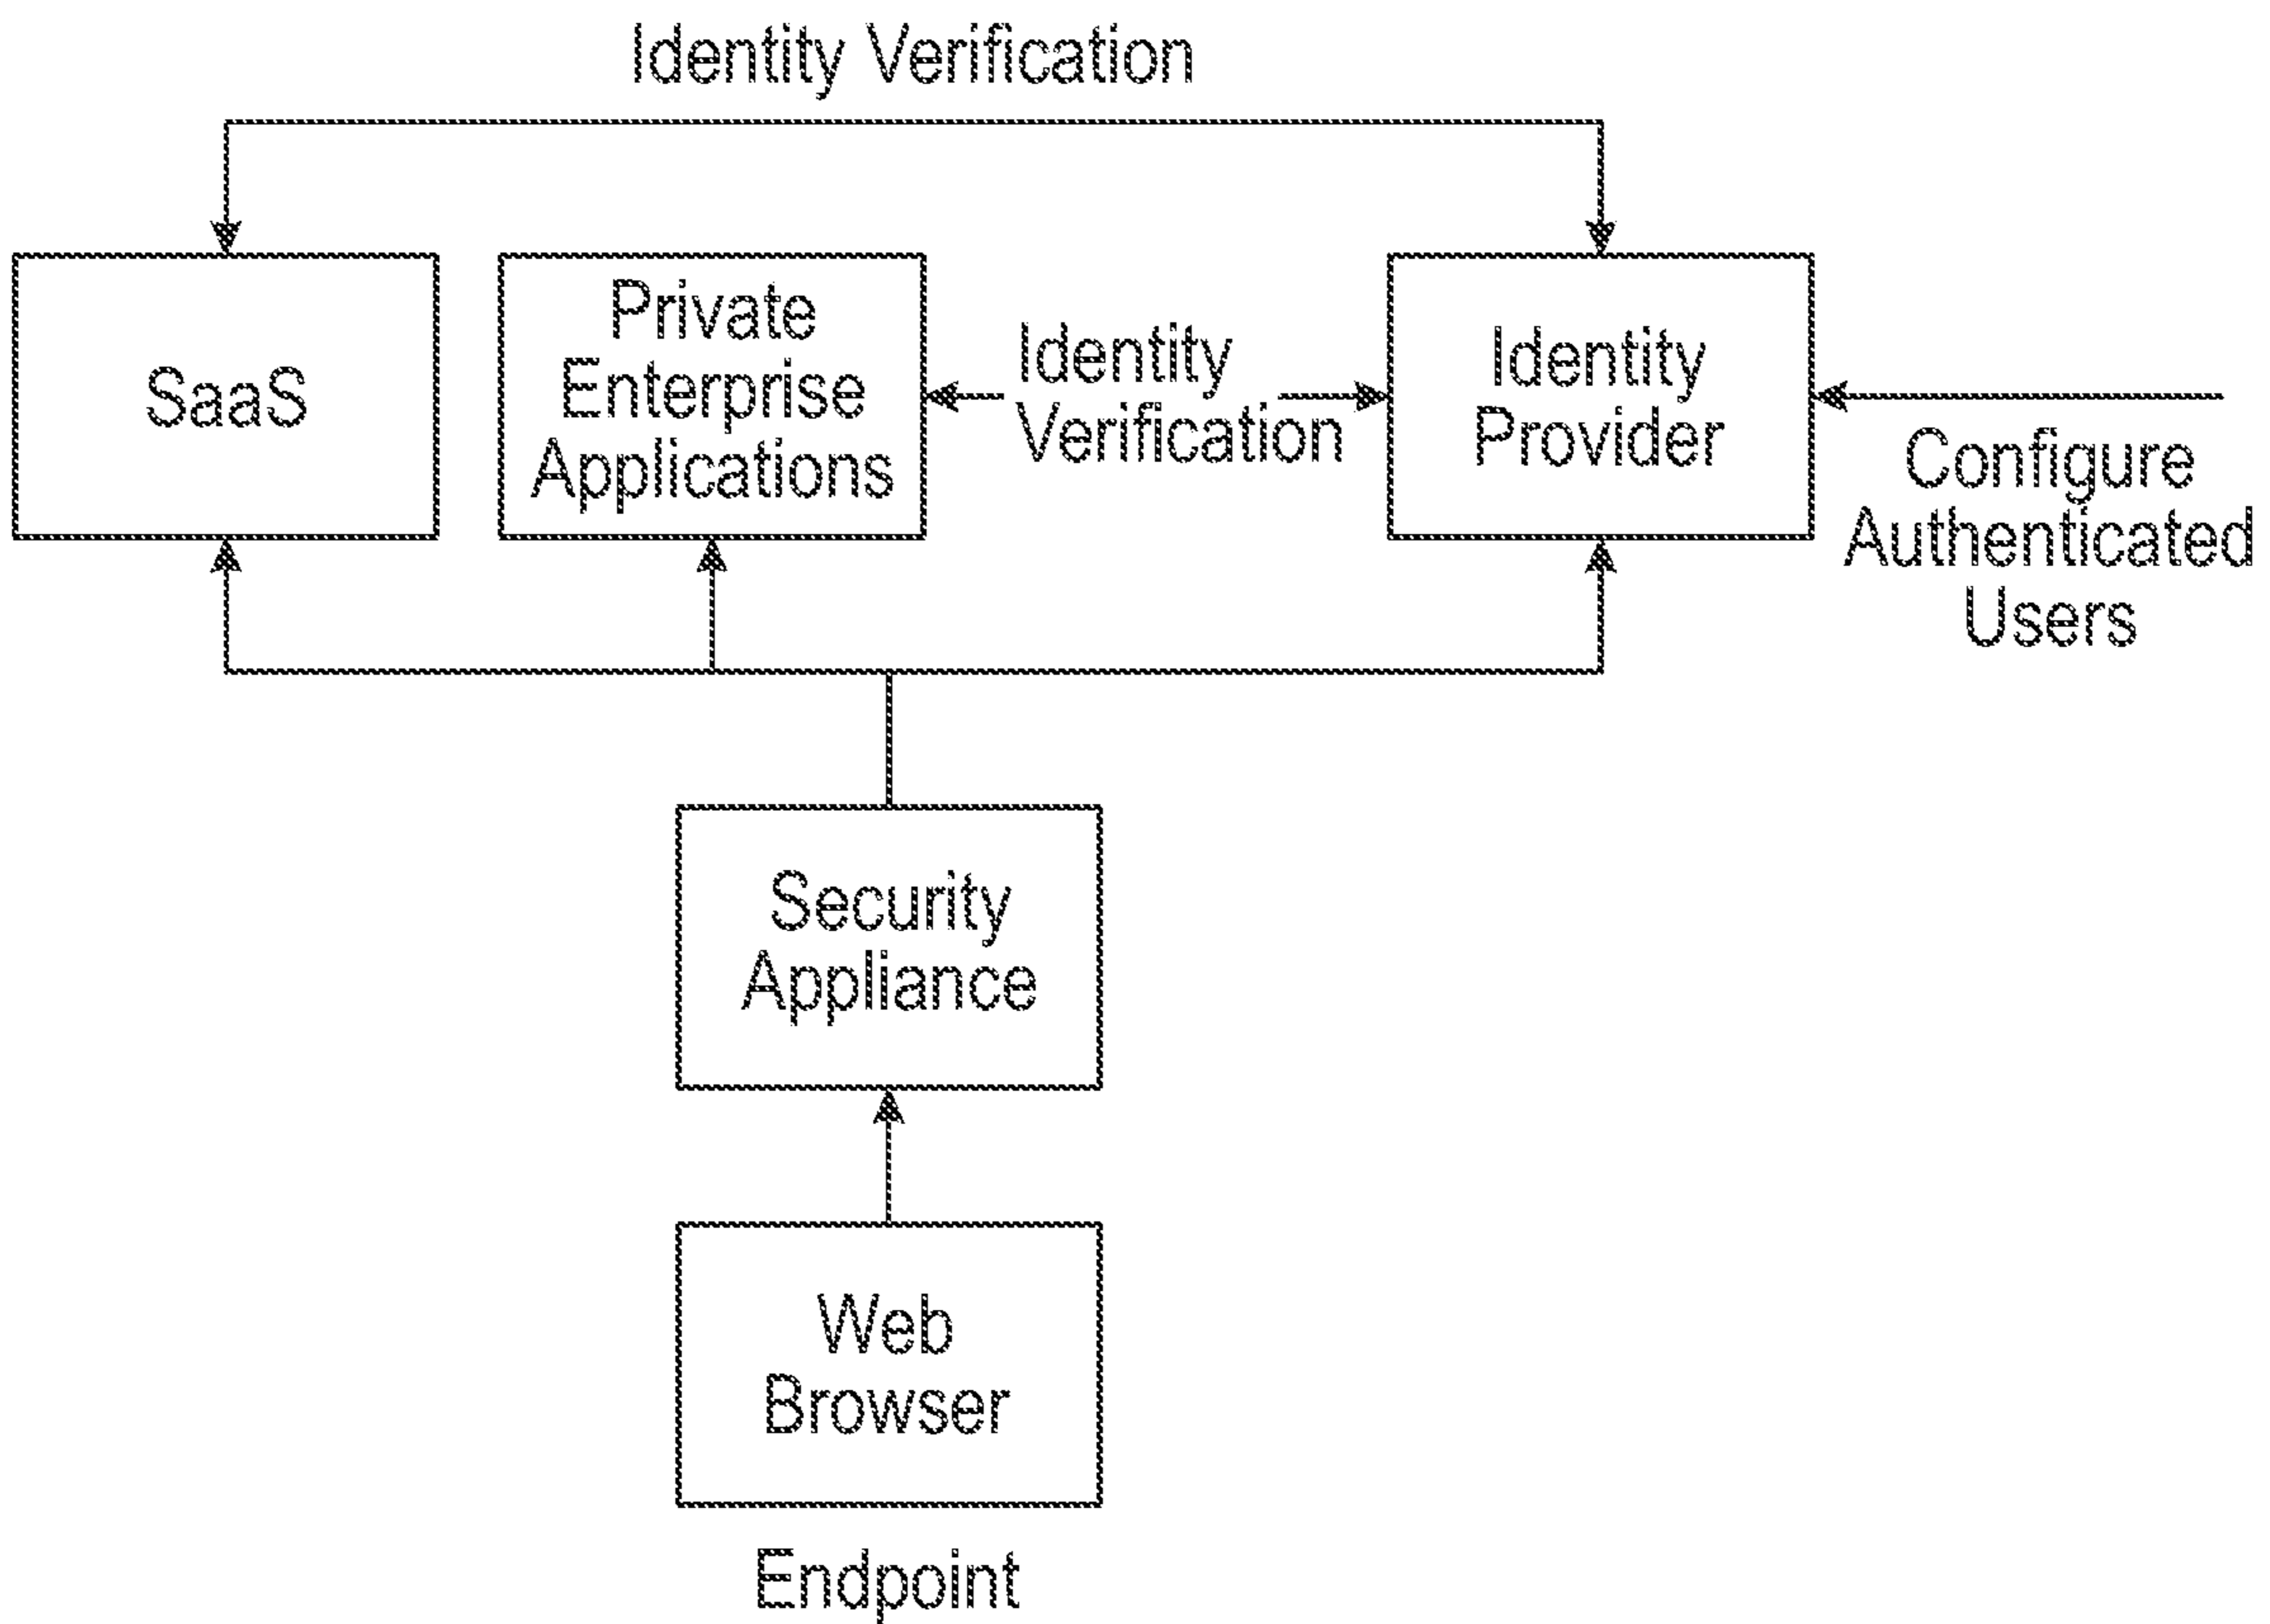 Identity Verification
SaaS
Private
Enterprise
Applications
Identity
Verification
Identity
Provider
Configure
Authenticated
Users
Security
Appliance
Web
Browser
Endpoint